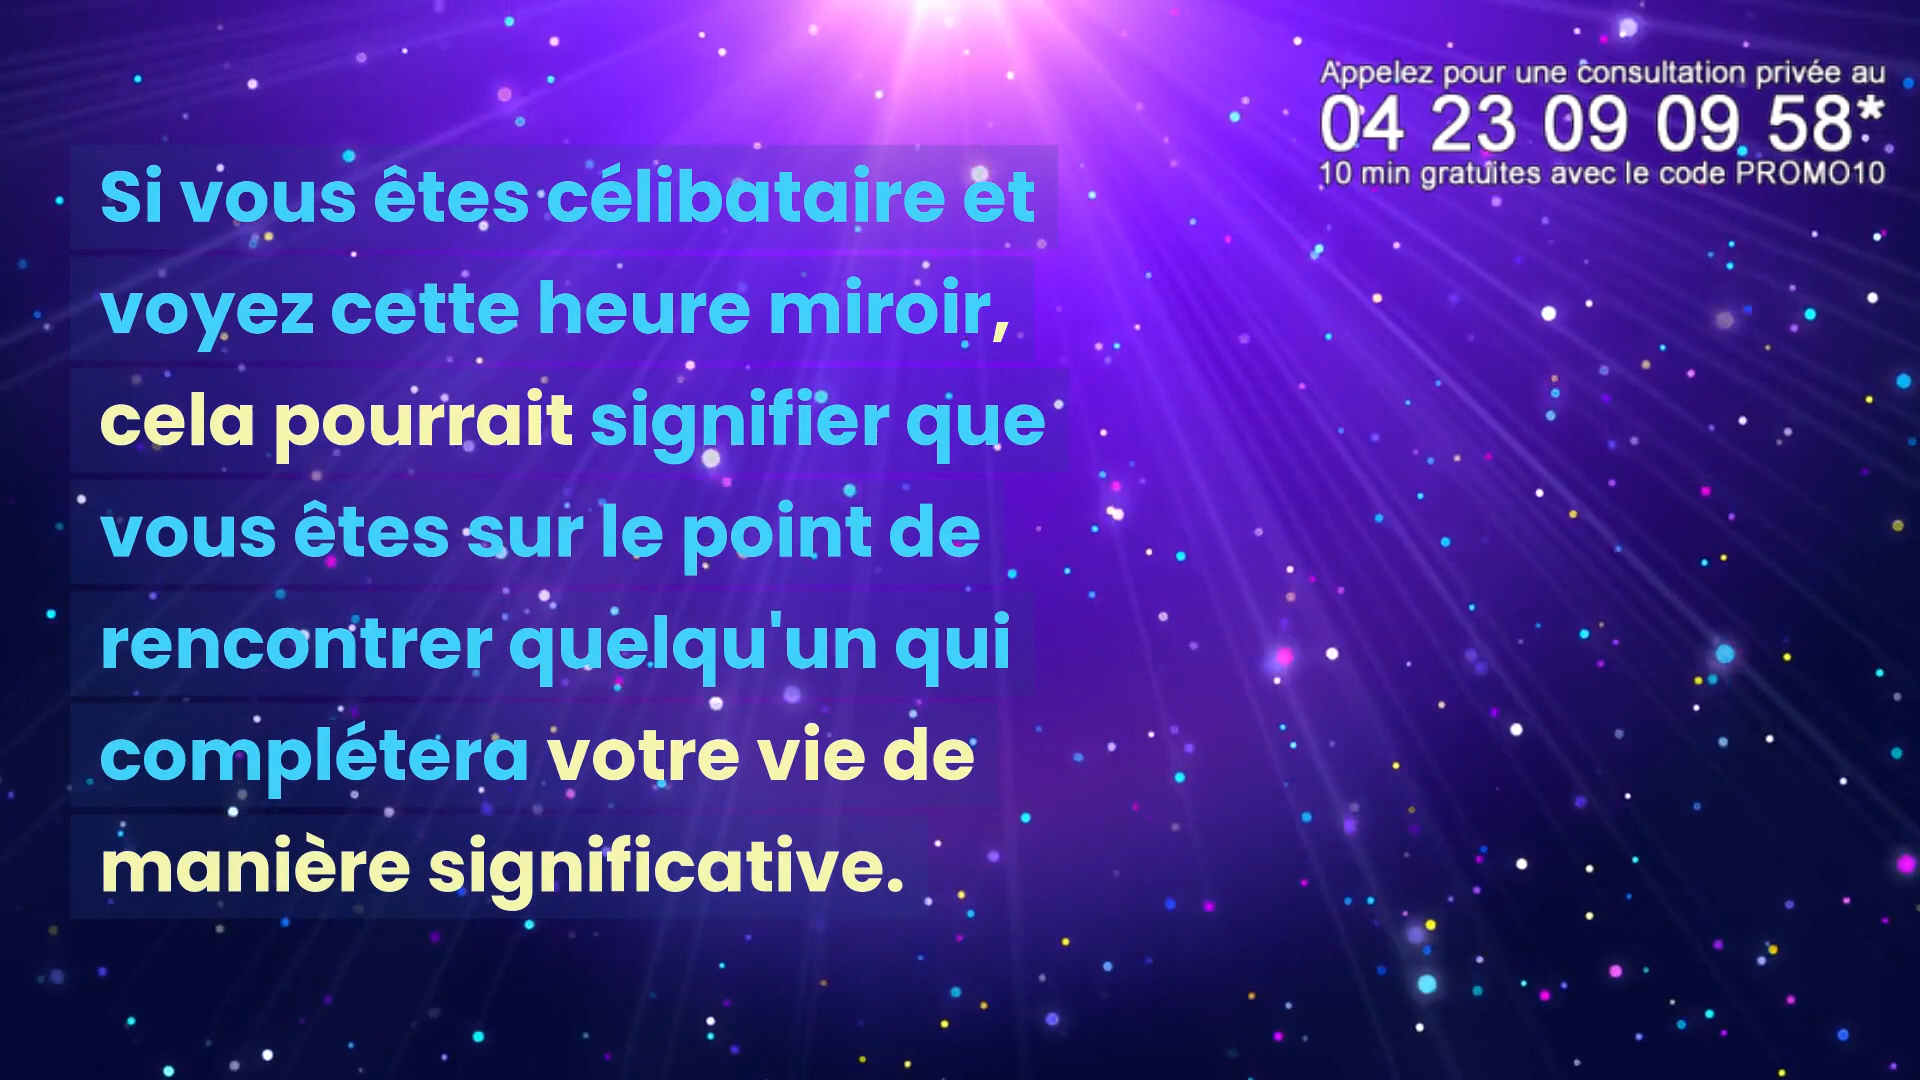 Appelez pour une consultation privée au
04 23 09 09 58*
10 min gratuites avec le code PROMO10
Si vous êtes célibataire et
voyez cette heure miroir,
cela pourrait signifier que
vous êtes sur le point de
rencontrer quelqu'un qui
complétera votre vie de
manière significative.